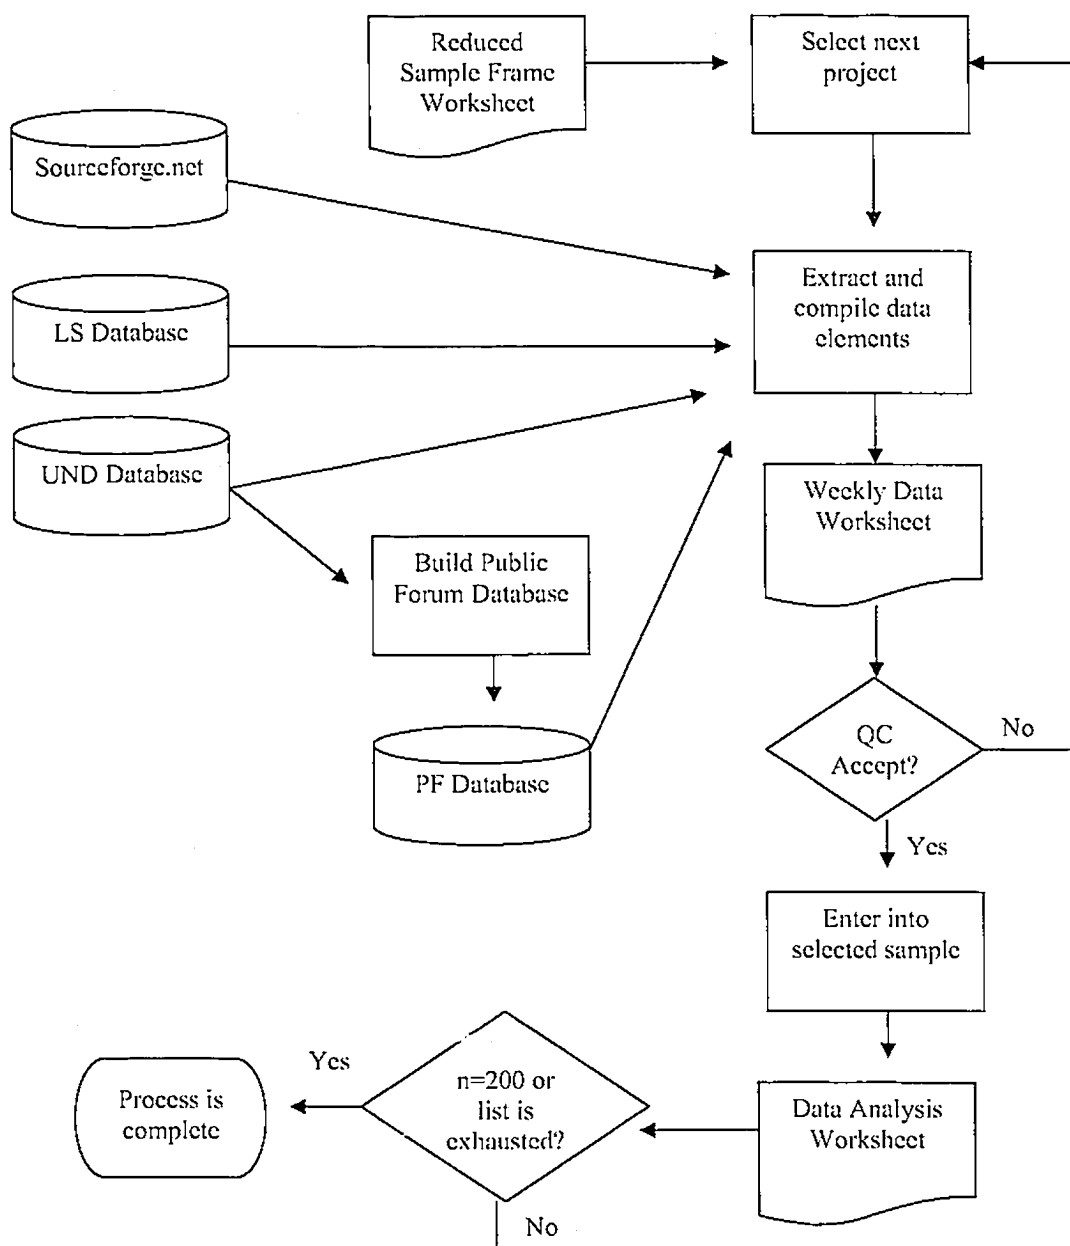 Reduced
Sample Frame
Worksheet
Select next
project
Sourceforge.net
Extract and
compile data
elements
LS Database
UND Database
Weekly Data
Worksheet
Build Public
Forum Database
QC
Accept?
No
PF Database
Yes
Enter into
selected sample
Yes
n=200 or
list is
exhausted?
Process is
complete
Data Analysis
Worksheet
No